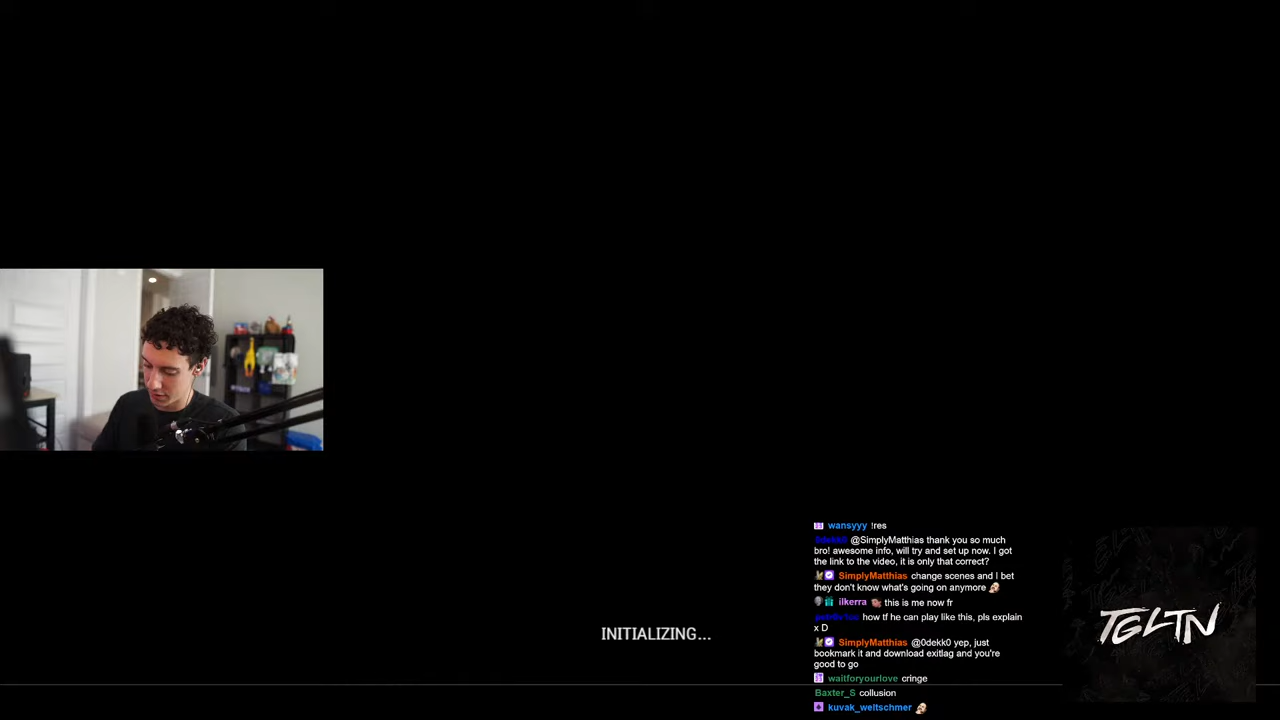 wansyyy !res
@SimplyMatthias thank you so much
bro! awesome info, will try and set up now. I got
the link to the video, it is only that correct?
SimplyMatthias change scenes and I bet
they don't know what's going on anymore
ilkerra this is me now fr
how tf he can play like this, pls explain
x D
SimplyMatthias @0dekk0 yep, just
bookmark it and download exitlag and you're
good to go
waitforyourlove cringe
Baxter_S collusion
kuvak_weltschmer
INITIALIZING...
TGLTN